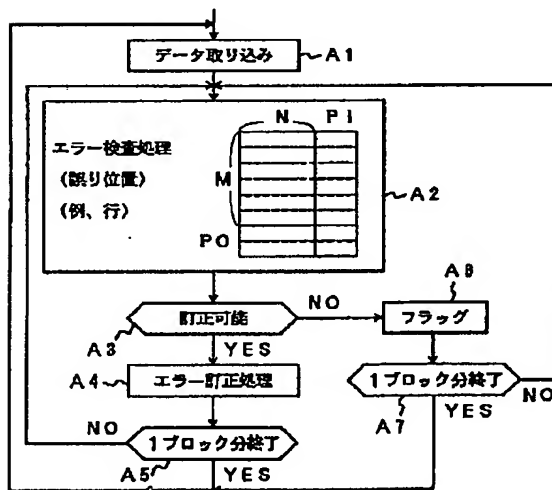 データ取り込み
A1
エラー検査処理
(誤り位置)
(例、行)
N
PI
M
PO
A2
訂正可能
NO
A3
YES
フラッグ
A4
エラー訂正処理
1ブロック分終了
NO
A7
YES
NO
1ブロック分終了
A5
YES